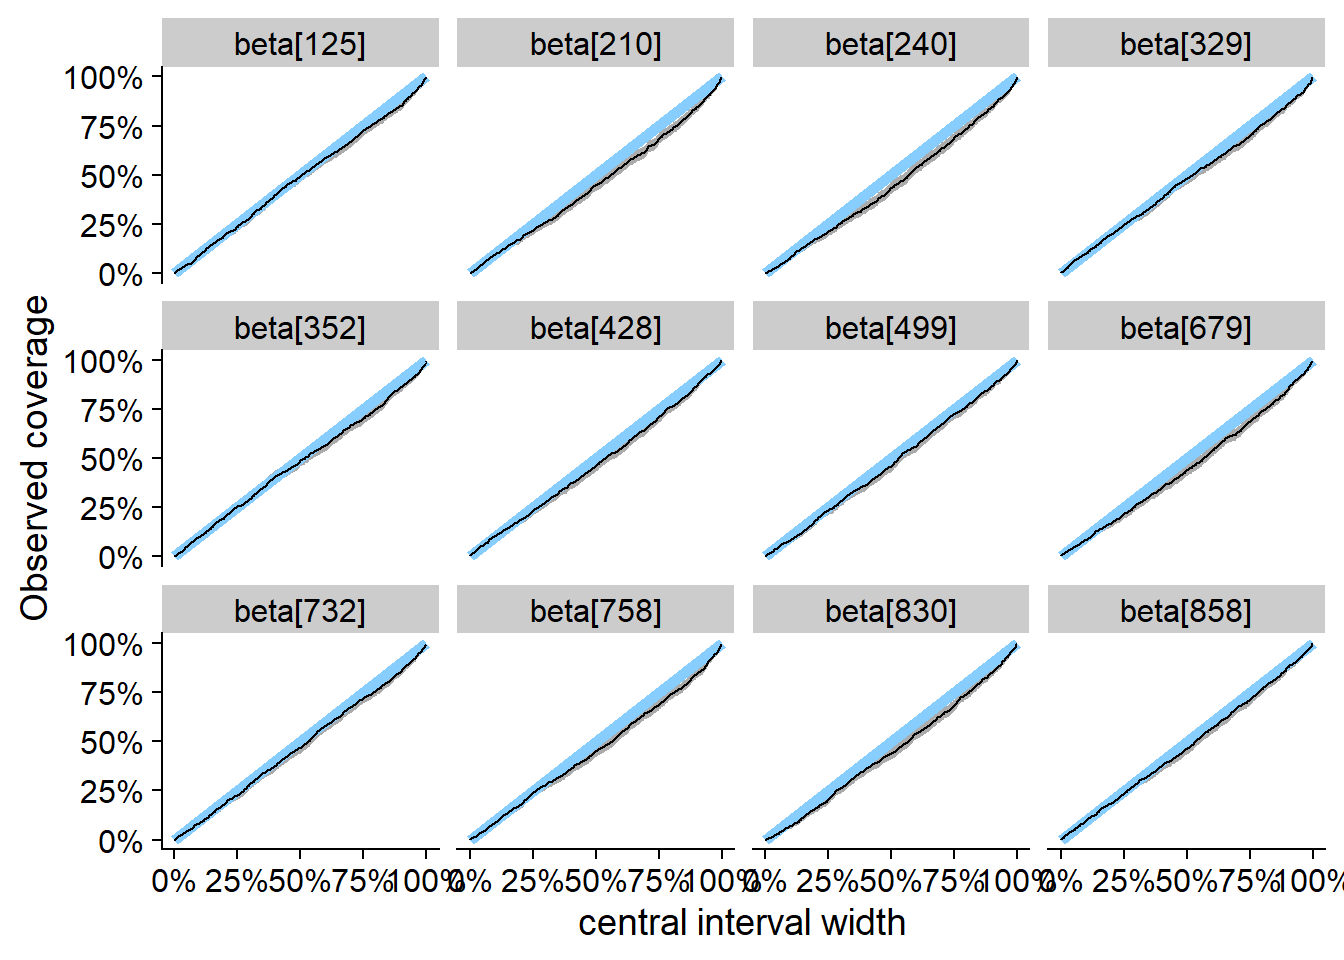 beta[125] beta[210] beta[240] beta[329]
100%
75%
50%
25%
0%
beta[352] beta[428] beta[499] beta[679]
100%
75%
50%
25%
0%
Observed coverage
beta[732] beta[758] beta[830] beta[858]
100%
75%
50%
25%
0%
0% 25% 50% 75% 100% 0% 25% 50% 75% 100% 0% 25% 50% 75% 100% 0% 25% 50% 75% 100%
central interval width